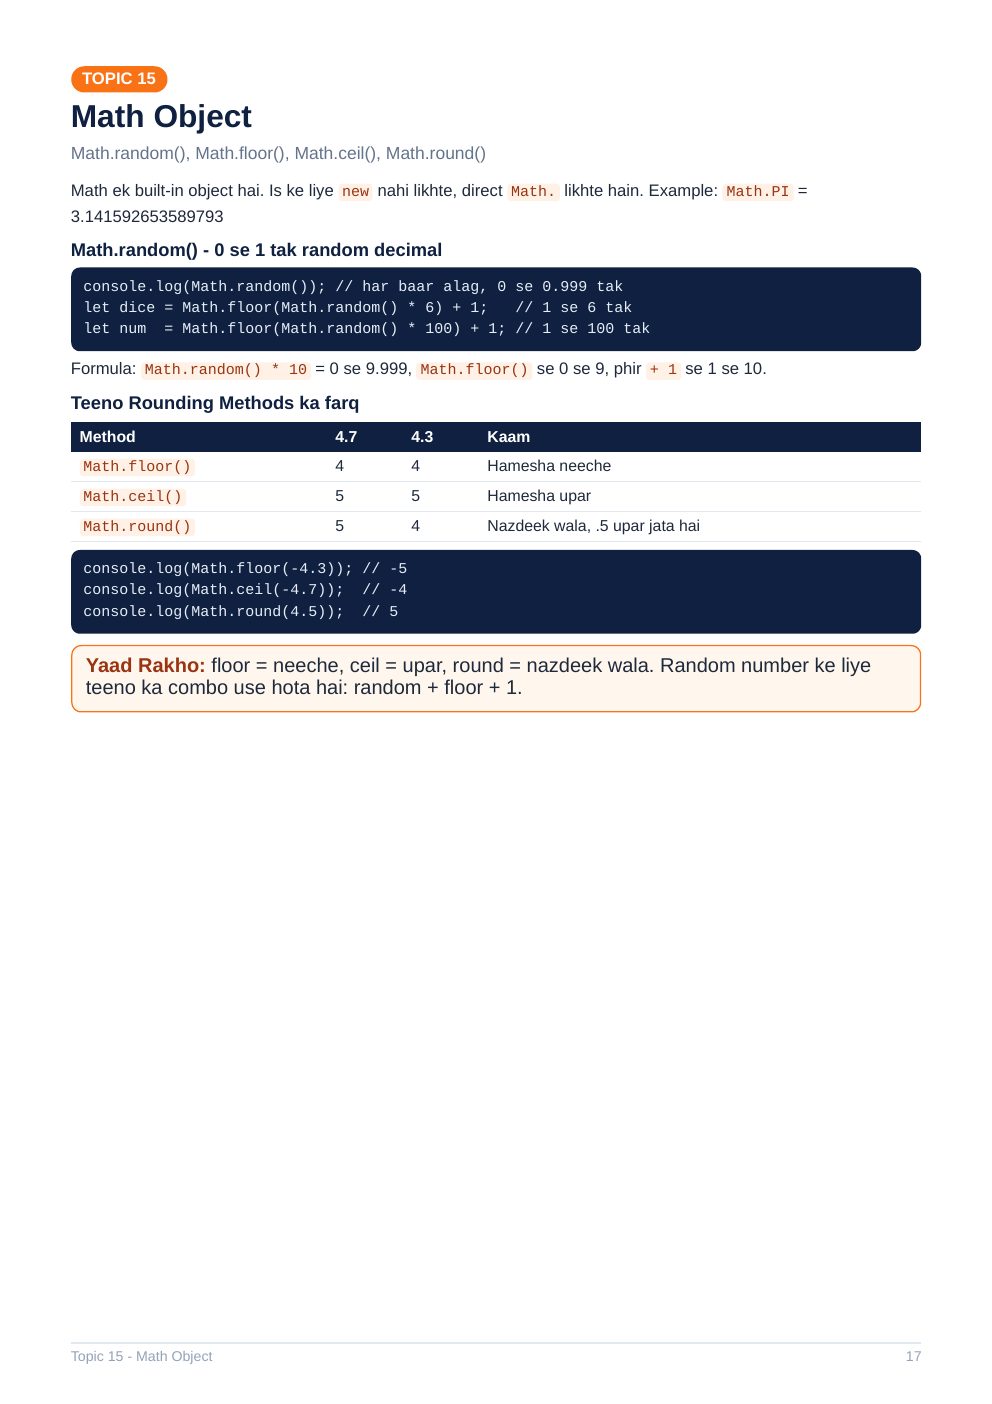 TOPIC 15
Math Object
Math.random(), Math.floor(), Math.ceil(), Math.round()
Math ek built-in object hai. Is ke liye new nahi likhte, direct Math. likhte hain. Example: Math.PI =
3.141592653589793
Math.random() - 0 se 1 tak random decimal
console.log(Math.random()); // har baar alag, 0 se 0.999 tak
let dice = Math.floor(Math.random() * 6) + 1;   // 1 se 6 tak
let num  = Math.floor(Math.random() * 100) + 1; // 1 se 100 tak
Formula: Math.random() * 10 = 0 se 9.999, Math.floor() se 0 se 9, phir + 1 se 1 se 10.
Teeno Rounding Methods ka farq
Method 4.7 4.3 Kaam
Math.floor() 4 4 Hamesha neeche
Math.ceil() 5 5 Hamesha upar
Math.round() 5 4 Nazdeek wala, .5 upar jata hai
console.log(Math.floor(-4.3)); // -5
console.log(Math.ceil(-4.7));  // -4
console.log(Math.round(4.5));  // 5
Yaad Rakho: floor = neeche, ceil = upar, round = nazdeek wala. Random number ke liye
teeno ka combo use hota hai: random + floor + 1.
Topic 15 - Math Object 17